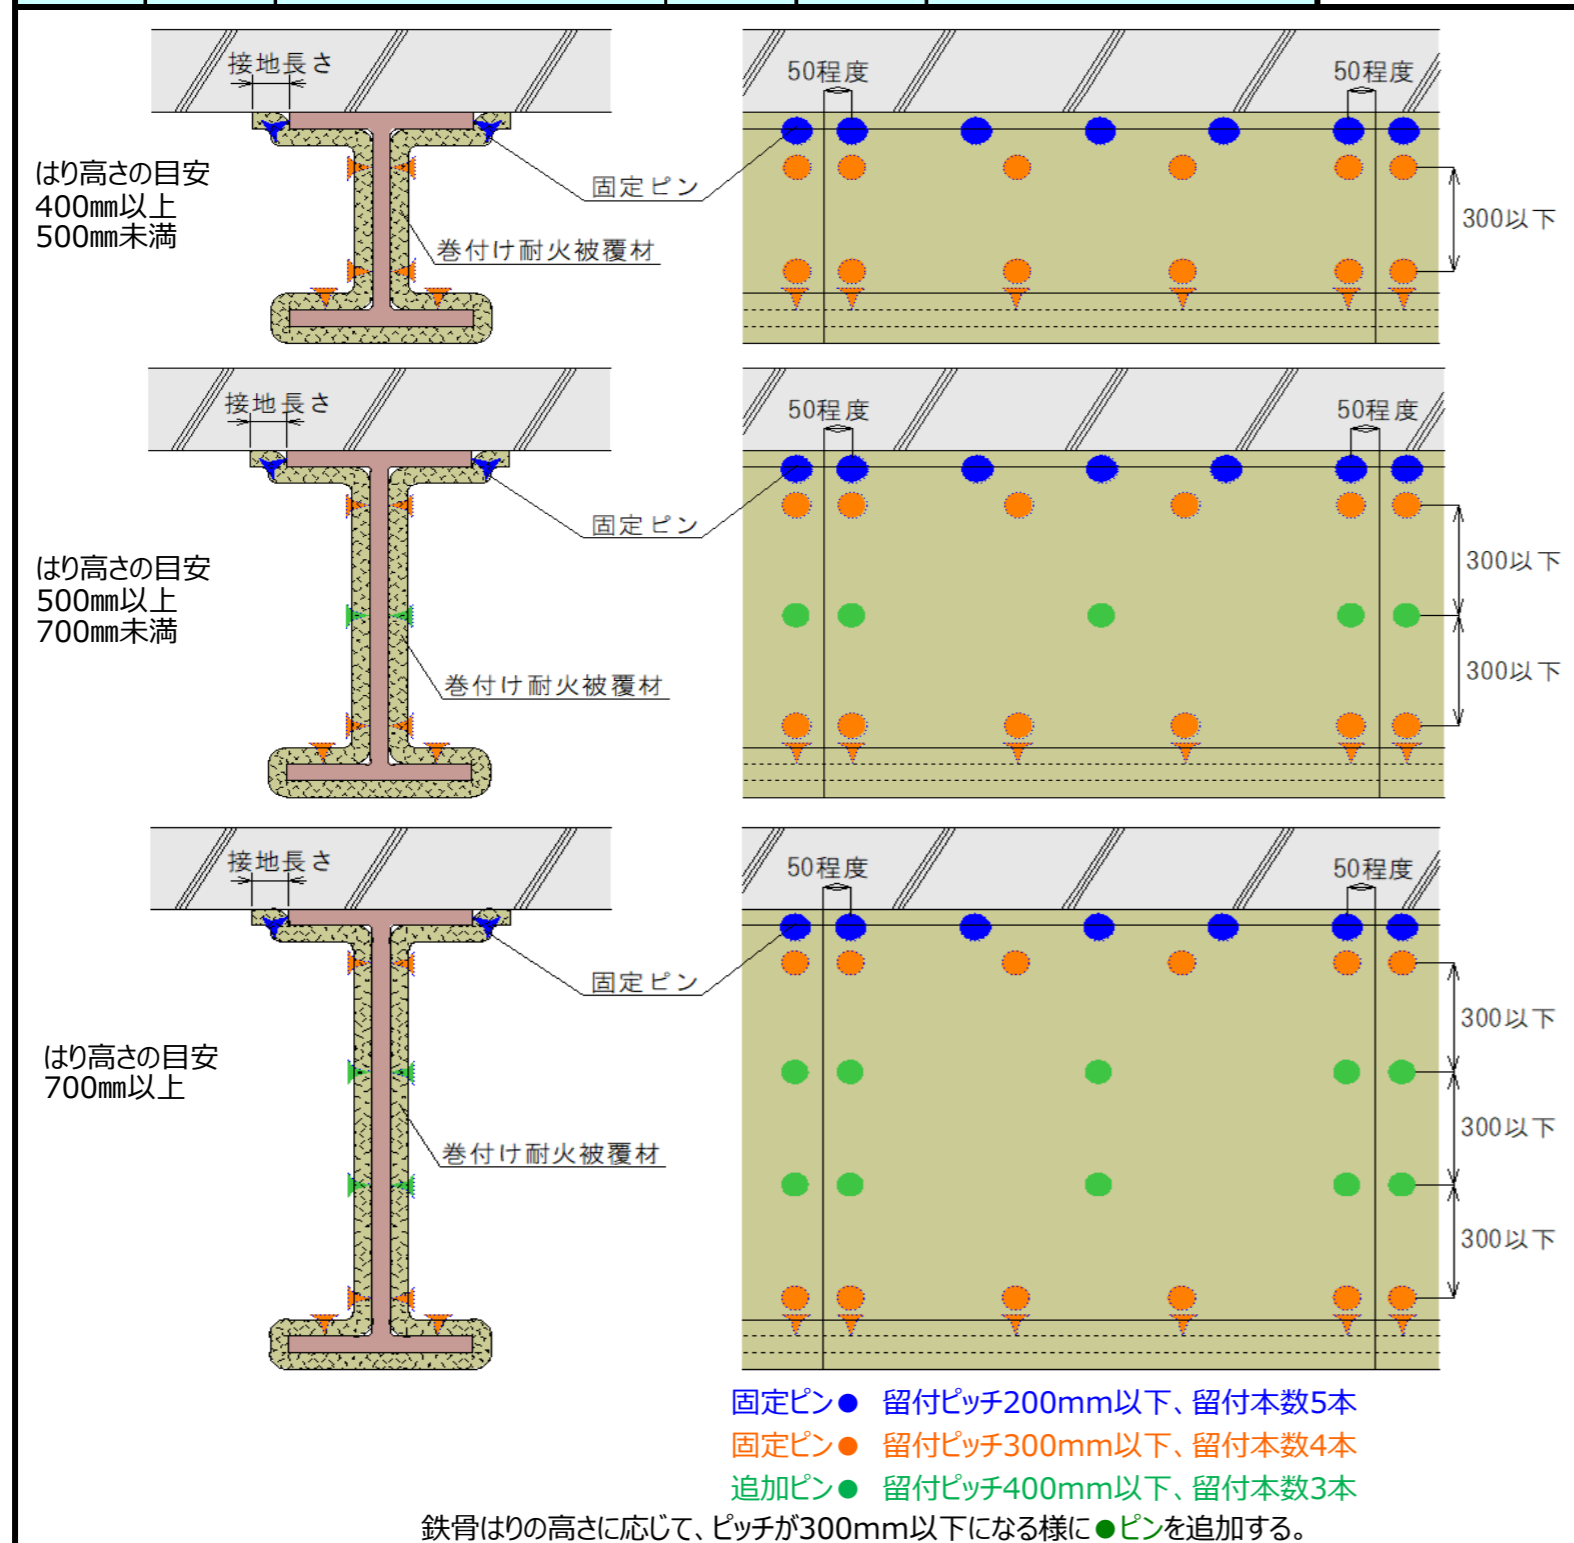 接地長さ
50程度
50程度
はり高さの目安
400㎜以上
500㎜未満
固定ピン
巻付け耐火被覆材
300以下
接地長さ
50程度
50程度
はり高さの目安
500㎜以上
700㎜未満
固定ピン
巻付け耐火被覆材
300以下
300以下
接地長さ
50程度
50程度
はり高さの目安
700㎜以上
固定ピン
巻付け耐火被覆材
300以下
300以下
300以下
固定ピン● 留付ピッチ200mm以下、留付本数5本
固定ピン● 留付ピッチ300mm以下、留付本数4本
追加ピン● 留付ピッチ400mm以下、留付本数3本
鉄骨はりの高さに応じて、ピッチが300mm以下になる様に●ピンを追加する。